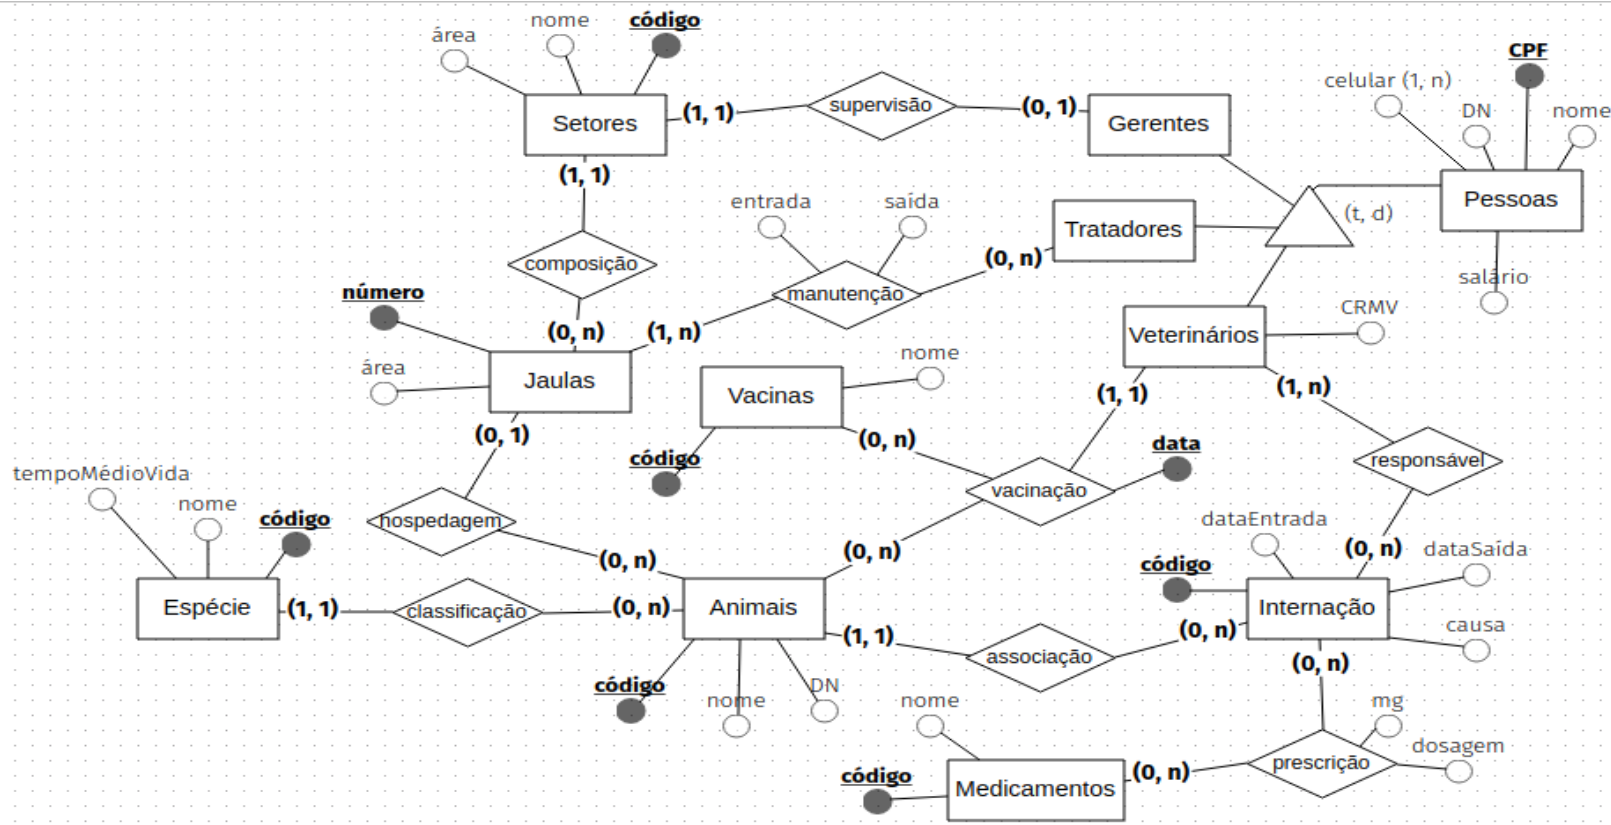 nome
código
área
Setores
(1, 1)
supervisão
(0, 1)
Gerentes
CPF
celular (1, n)
DN
nome
Pessoas
(t, d)
salário
(1, 1)
composição
(0, n)
entrada
saída
manutenção
(0, n)
Tratadores
(1, n)
número
área
Jaulas
(0, 1)
Vacinas
nome
código
(0, n)
Veterinários
CRMV
(1, 1)
(1, n)
data
vacinação
responsável
(0, n)
tempoMédioVida
nome
código
hospedagem
(0, n)
Espécie
(1, 1)
classificação
(0, n)
Animais
(0, n)
código
nome
DN
(1, 1)
associação
(0, n)
dataEntrada
dataSaída
código
Internação
causa
(0, n)
mg
dosagem
prescrição
(0, n)
nome
código
Medicamentos